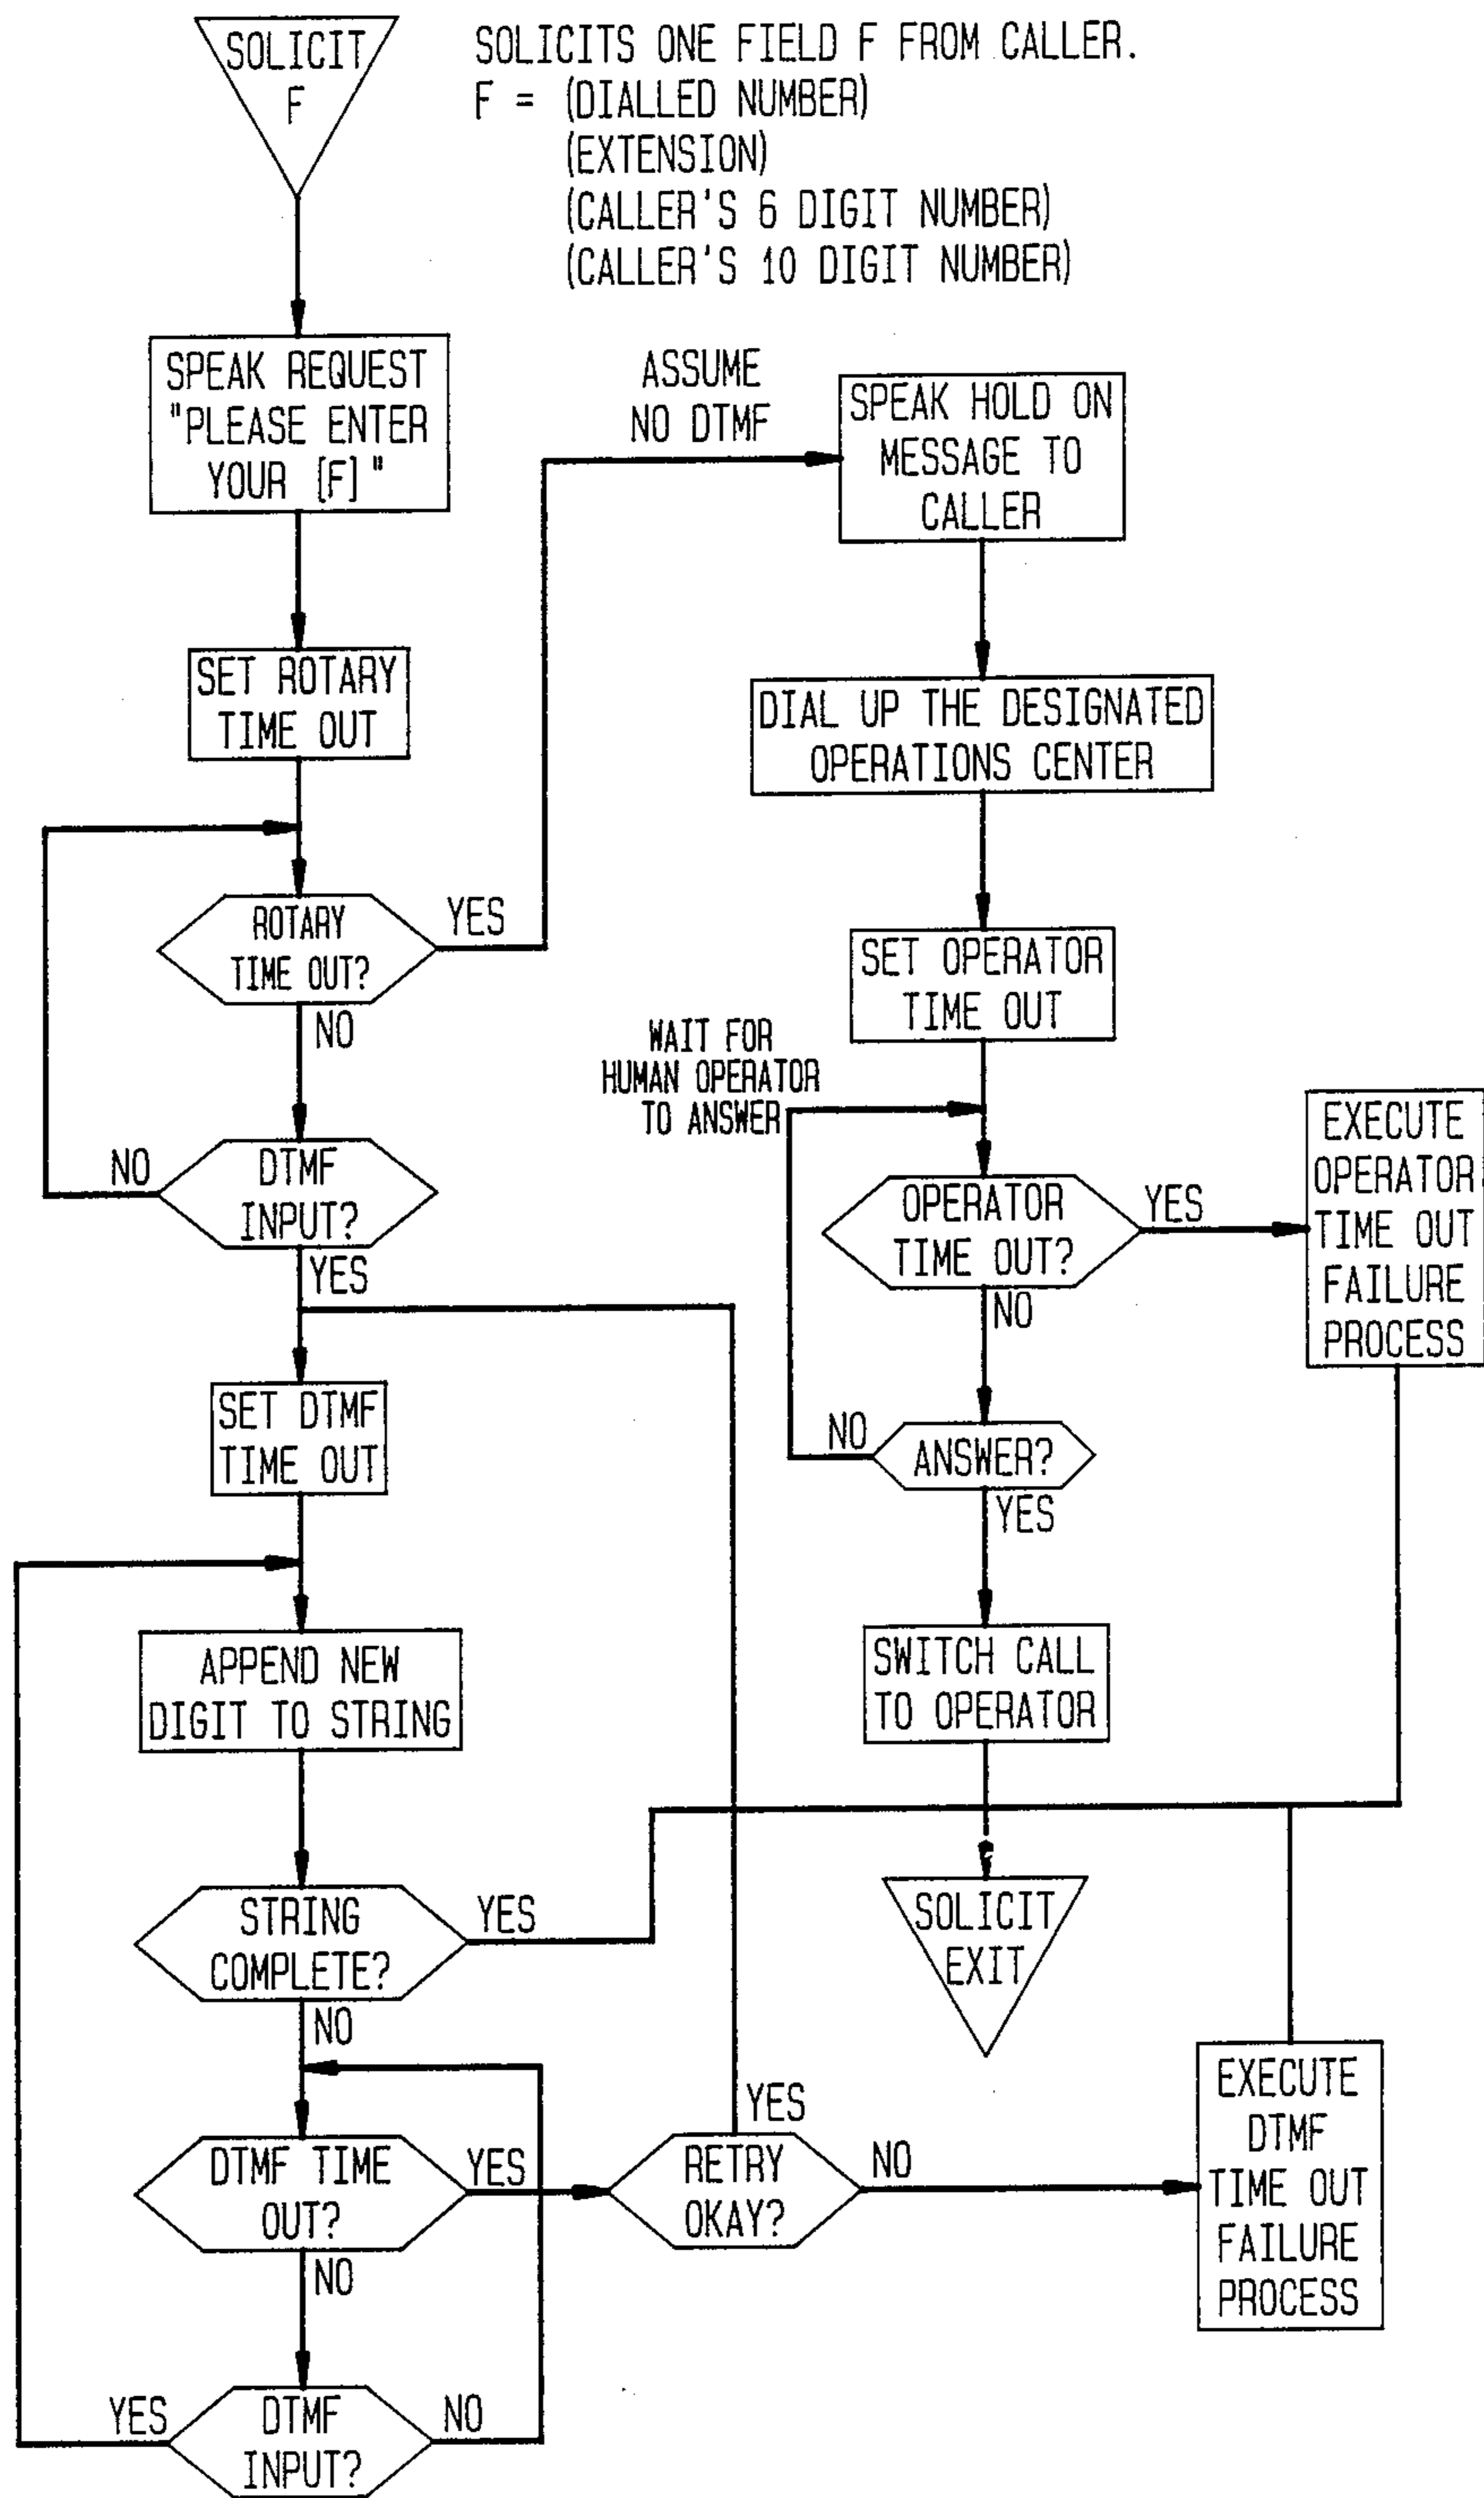 SOLICIT
F
SOLICITS ONE FIELD F FROM CALLER.
F = (DIALLED NUMBER)
(EXTENSION)
(CALLER'S 6 DIGIT NUMBER)
(CALLER'S 10 DIGIT NUMBER)
SPEAK REQUEST
"PLEASE ENTER
YOUR [F]"
SET ROTARY
TIME OUT
ROTARY
TIME OUT?
YES
NO
ASSUME
NO DTMF
SPEAK HOLD ON
MESSAGE TO
CALLER
DIAL UP THE DESIGNATED
OPERATIONS CENTER
SET OPERATOR
TIME OUT
WAIT FOR
HUMAN OPERATOR
TO ANSWER
OPERATOR
TIME OUT?
YES
NO
EXECUTE
OPERATOR
TIME OUT
FAILURE
PROCESS
NO
ANSWER?
YES
SWITCH CALL
TO OPERATOR
SOLICIT
EXIT
NO
DTMF
INPUT?
YES
SET DTMF
TIME OUT
APPEND NEW
DIGIT TO STRING
STRING
COMPLETE?
YES
NO
DTMF TIME
OUT?
YES
NO
RETRY
OKAY?
YES
NO
EXECUTE
DTMF
TIME OUT
FAILURE
PROCESS
YES
DTMF
INPUT?
NO